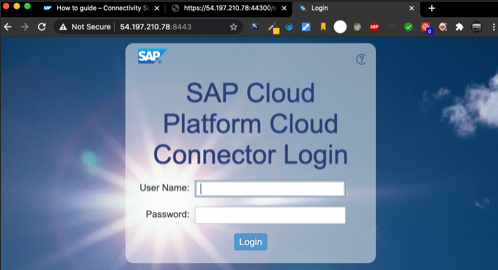 How to guide – Connectivity S
https://54.197.210.78:44300/s
Login
Not Secure 54.197.210.78:8443
SAP
SAP Cloud
Platform Cloud
Connector Login
User Name:
Password:
Login